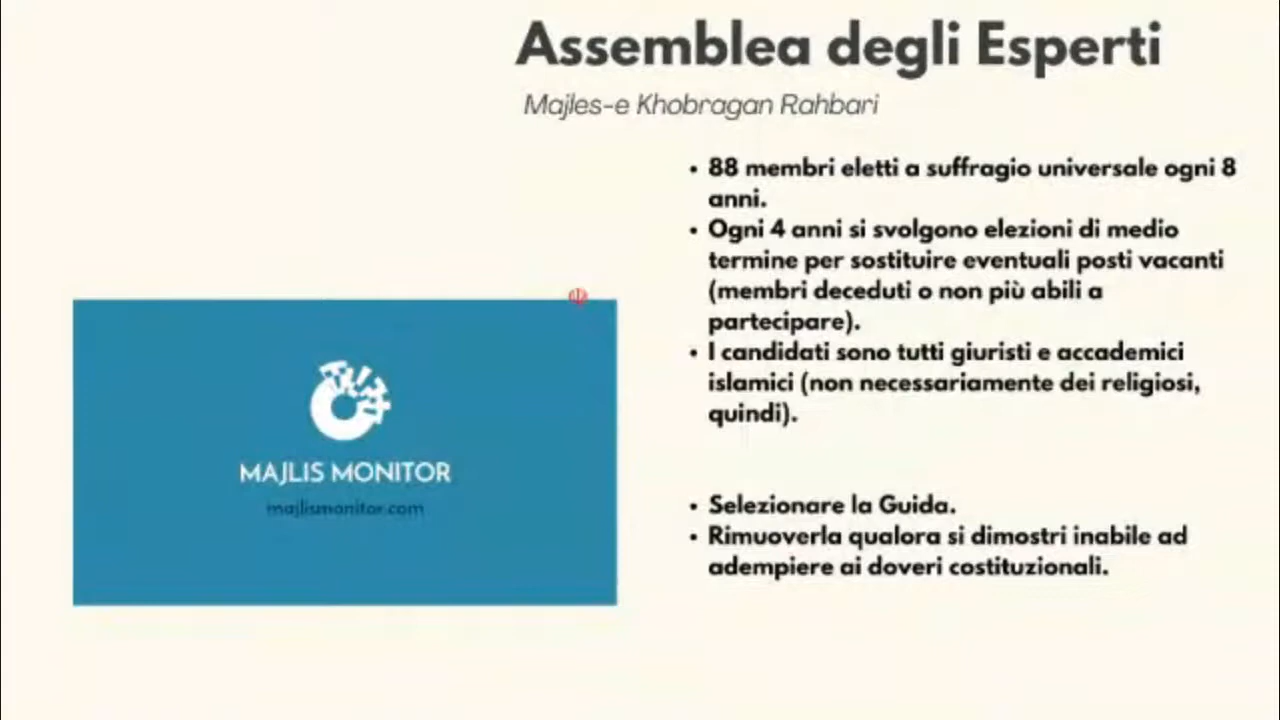 Assemblea degli Esperti
Majles-e Khobragan Rahbari
• 88 membri eletti a suffragio universale ogni 8
anni.
• Ogni 4 anni si svolgono elezioni di medio
termine per sostituire eventuali posti vacanti
(membri deceduti o non più abili a
partecipare).
• I candidati sono tutti giuristi e accademici
islamici (non necessariamente dei religiosi,
quindi).
• Selezionare la Guida.
• Rimuoverla qualora si dimostri inabile ad
adempiere ai doveri costituzionali.
MAJLIS MONITOR
majlismonitor.com